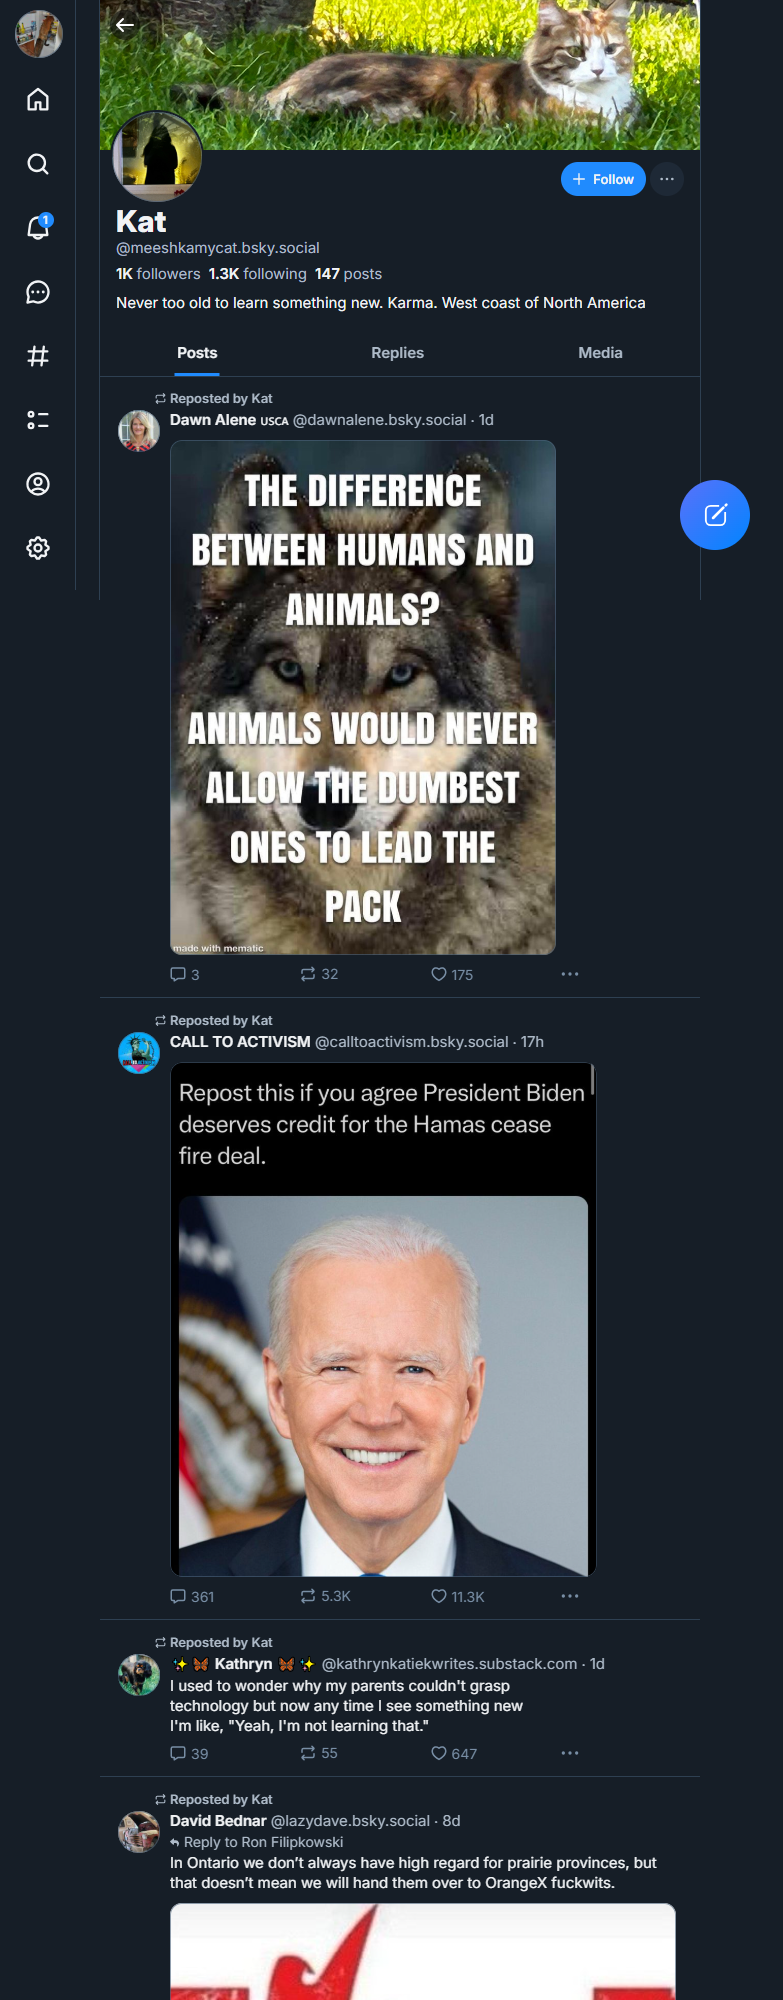 1
+ Follow
Kat
@meeshkamycat.bsky.social
1K followers 1.3K following 147 posts
Never too old to learn something new. Karma. West coast of North America
Posts Replies Media
Reposted by Kat
Dawn Alene USCA @dawnalene.bsky.social · 1d
THE DIFFERENCE
BETWEEN HUMANS AND
ANIMALS?
ANIMALS WOULD NEVER
ALLOW THE DUMBEST
ONES TO LEAD THE
PACK
made with mematic
3 32 175
Reposted by Kat
CALL TO ACTIVISM @calltoactivism.bsky.social · 17h
Repost this if you agree President Biden
deserves credit for the Hamas cease
fire deal.
361 5.3K 11.3K
Reposted by Kat
✨ 🦋 Kathryn 🦋 ✨ @kathrynkatiekwrites.substack.com · 1d
I used to wonder why my parents couldn't grasp
technology but now any time I see something new
I'm like, "Yeah, I'm not learning that."
39 55 647
Reposted by Kat
David Bednar @lazydave.bsky.social · 8d
Reply to Ron Filipkowski
In Ontario we don’t always have high regard for prairie provinces, but
that doesn’t mean we will hand them over to OrangeX fuckwits.